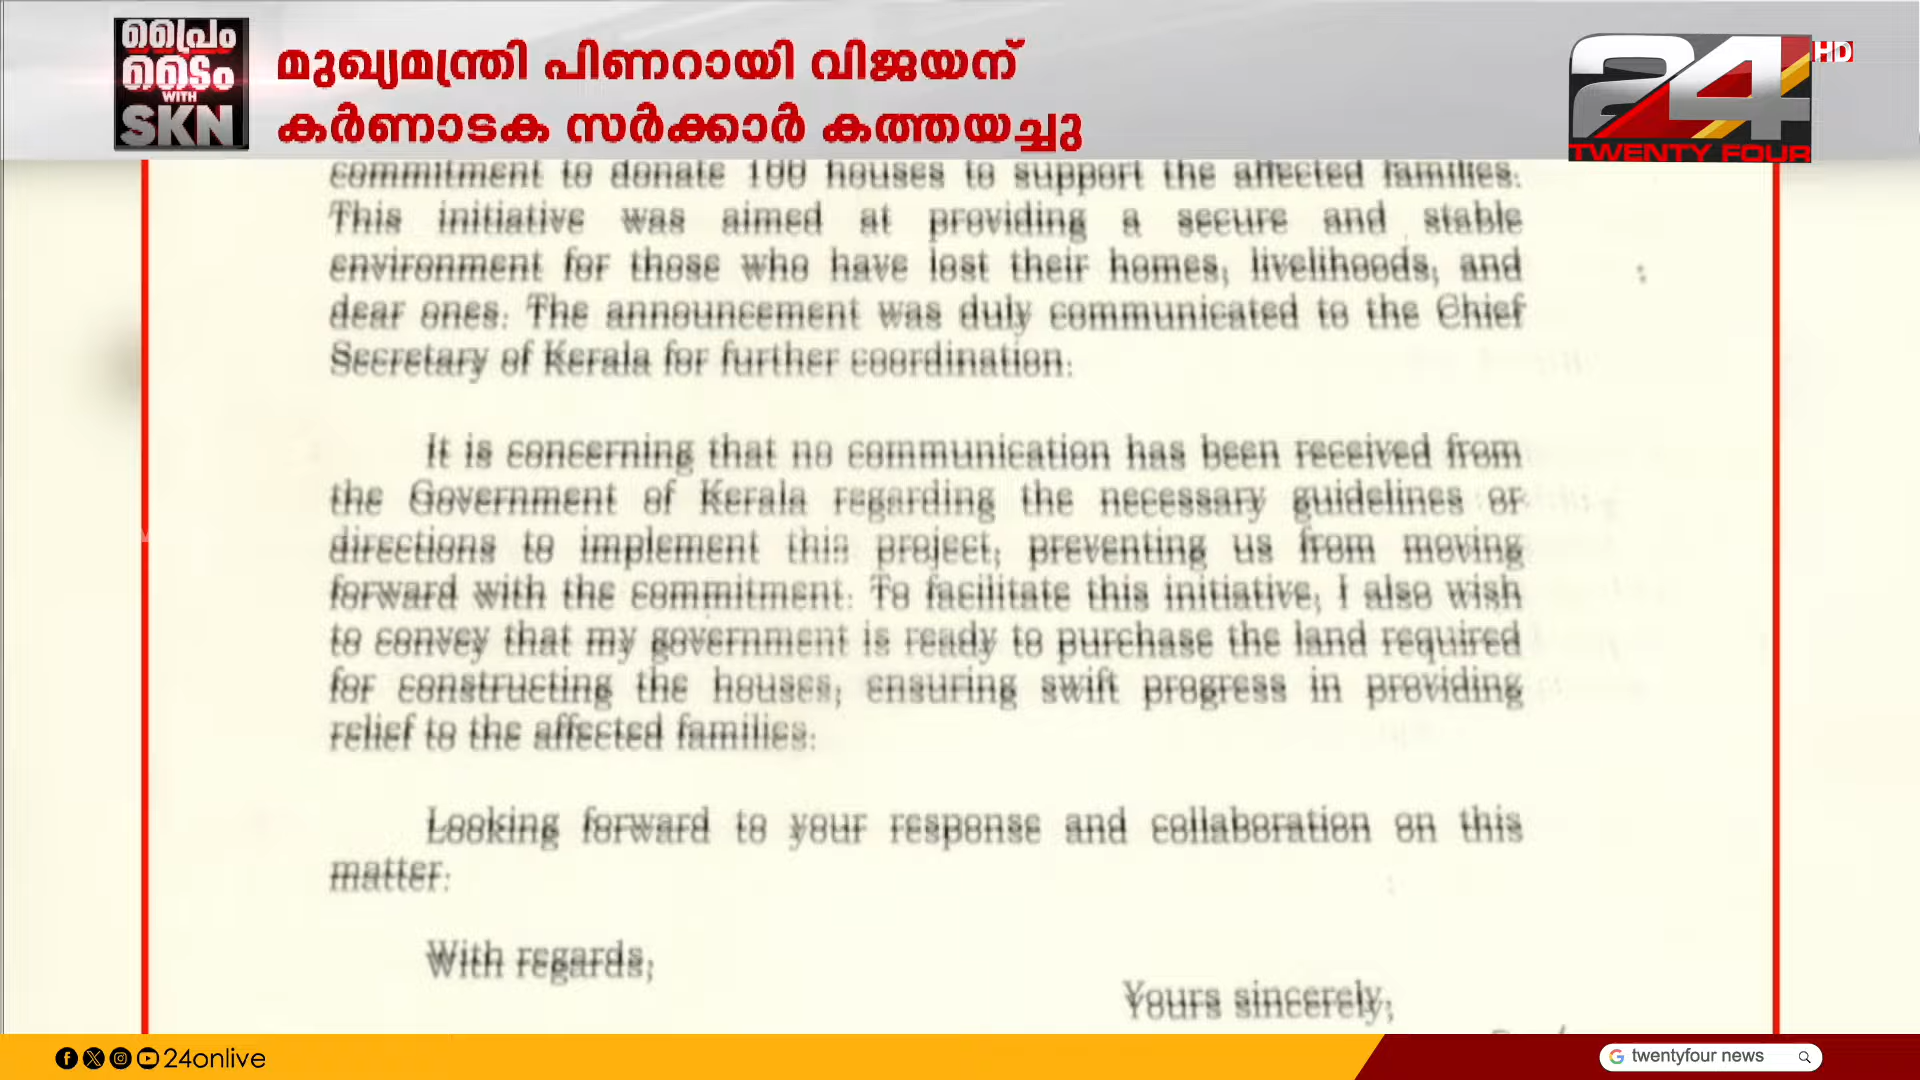 പ്രൈം
ടൈം
WITH
SKN
മുഖ്യമന്ത്രി പിണറായി വിജയന്
കർണാടക സർക്കാർ കത്തയച്ചു
24
HD
TWENTY FOUR
commitment to donate 100 houses to support the affected families.
This initiative was aimed at providing a secure and stable
environment for those who have lost their homes, livelihoods, and
dear ones. The announcement was duly communicated to the Chief
Secretary of Kerala for further coordination.
It is concerning that no communication has been received from
the Government of Kerala regarding the necessary guidelines or
directions to implement this project, preventing us from moving
forward with the commitment. To facilitate this initiative, I also wish
to convey that my government is ready to purchase the land required
for constructing the houses, ensuring swift progress in providing
relief to the affected families.
Looking forward to your response and collaboration on this
matter.
With regards,
Yours sincerely,
24onlive
twentyfour news